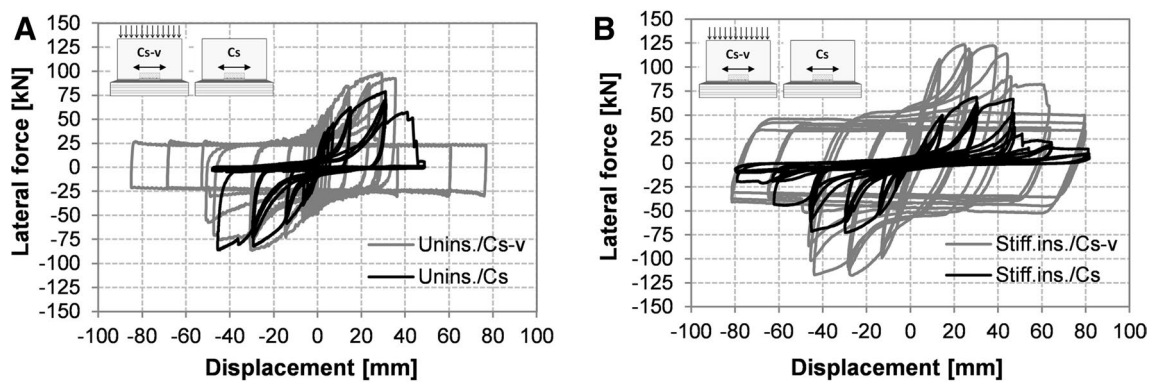 A
Lateral force [kN]
150
125
100
75
50
25
0
-25
-50
-75
-100
-125
-150
Cs-v
Cs
Unins./Cs-v
Unins./Cs
-100 -80 -60 -40 -20 0 20 40 60 80 100
Displacement [mm]
B
Lateral force [kN]
150
125
100
75
50
25
0
-25
-50
-75
-100
-125
-150
Cs-v
Cs
Stiff.ins./Cs-v
Stiff.ins./Cs
-100 -80 -60 -40 -20 0 20 40 60 80 100
Displacement [mm]